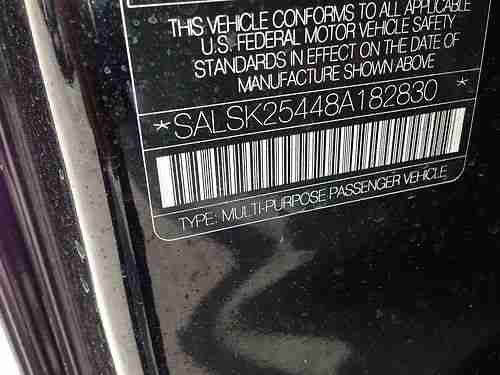 THIS VEHICLE CONFORMS TO ALL APPLICABLE
U.S. FEDERAL MOTOR VEHICLE SAFETY
STANDARDS IN EFFECT ON THE DATE OF
MANUFACTURE SHOWN ABOVE
*SALSK25448A182830 *
TYPE: MULTI-PURPOSE PASSENGER VEHICLE